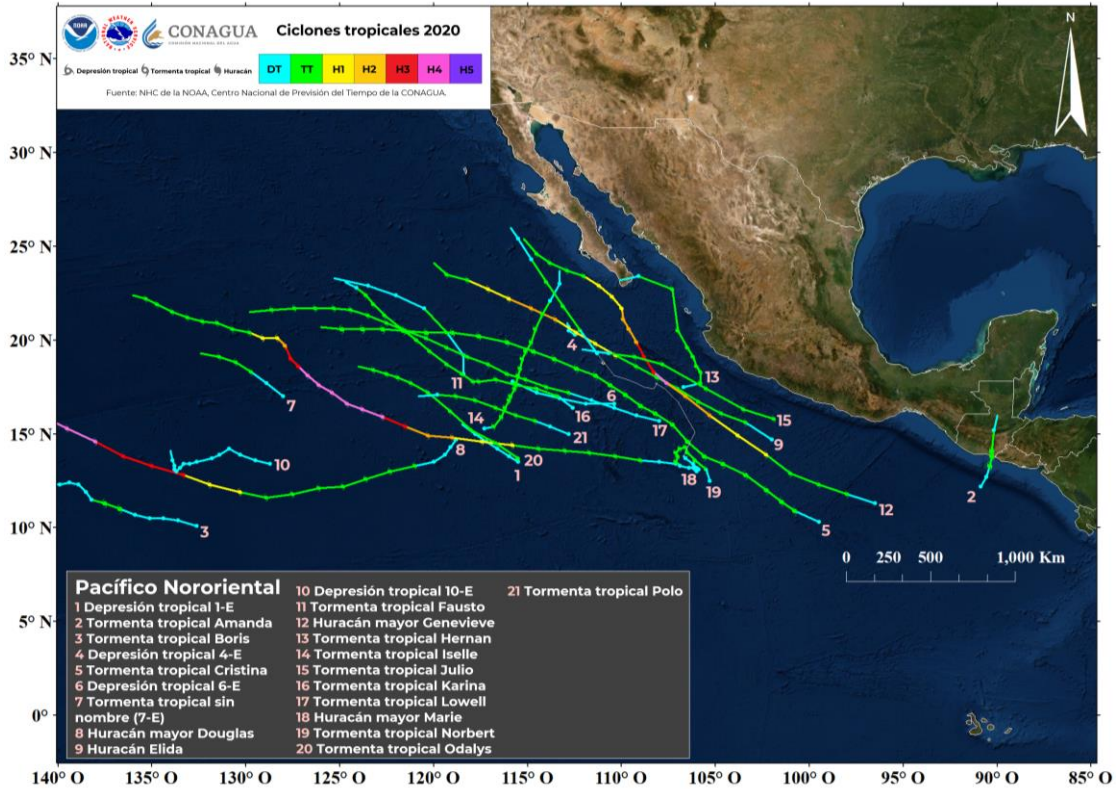 NOAA
CONAGUA
COMISIÓN NACIONAL DEL AGUA
Ciclones tropicales 2020
Depresión tropical Tormenta tropical Huracán
DT TT H1 H2 H3 H4 H5
Fuente: NHC de la NOAA, Centro Nacional de Previsión del Tiempo de la CONAGUA.
N
35° N
30° N
25° N
20° N
15° N
10° N
5° N
0°
4
13
11
6
7
16
15
14
17
21
9
8
20
10
1
18
19
12
2
3
5
0 250 500 1,000 Km
Pacífico Nororiental
1 Depresión tropical 1-E
2 Tormenta tropical Amanda
3 Tormenta tropical Boris
4 Depresión tropical 4-E
5 Tormenta tropical Cristina
6 Depresión tropical 6-E
7 Tormenta tropical sin
nombre (7-E)
8 Huracán mayor Douglas
9 Huracán Elida
10 Depresión tropical 10-E
11 Tormenta tropical Fausto
12 Huracán mayor Genevieve
13 Tormenta tropical Hernan
14 Tormenta tropical Iselle
15 Tormenta tropical Julio
16 Tormenta tropical Karina
17 Tormenta tropical Lowell
18 Huracán mayor Marie
19 Tormenta tropical Norbert
20 Tormenta tropical Odalys
21 Tormenta tropical Polo
140° O 135° O 130° O 125° O 120° O 115° O 110° O 105° O 100° O 95° O 90° O 85° O